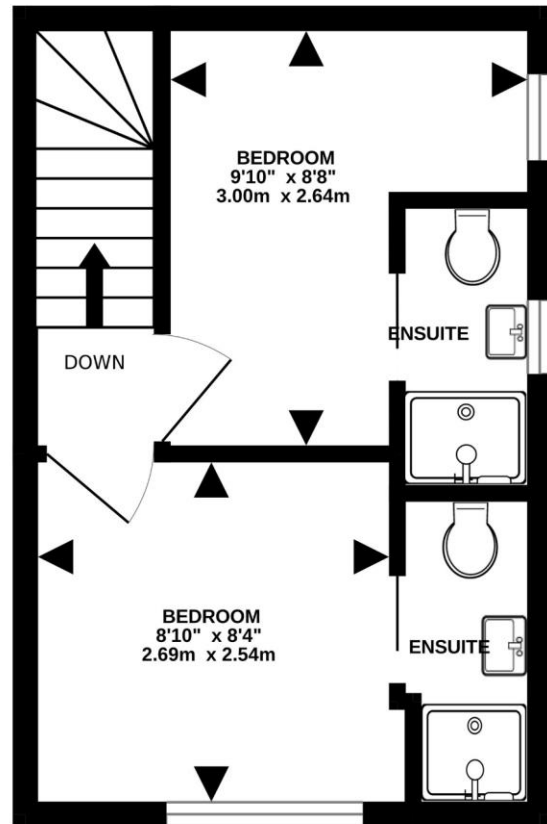 BEDROOM
9'10" x 8'8"
3.00m x 2.64m
ENSUITE
DOWN
BEDROOM
8'10" x 8'4"
2.69m x 2.54m
ENSUITE